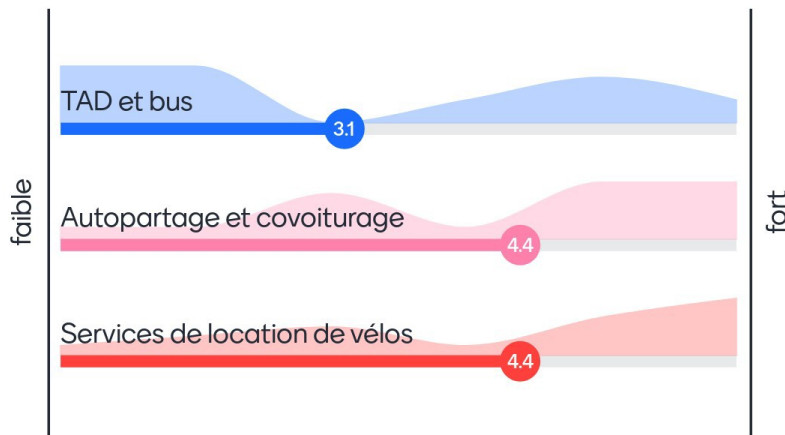 TAD et bus
3.1
faible
Autopartage et covoiturage
4.4
fort
Services de location de vélos
4.4